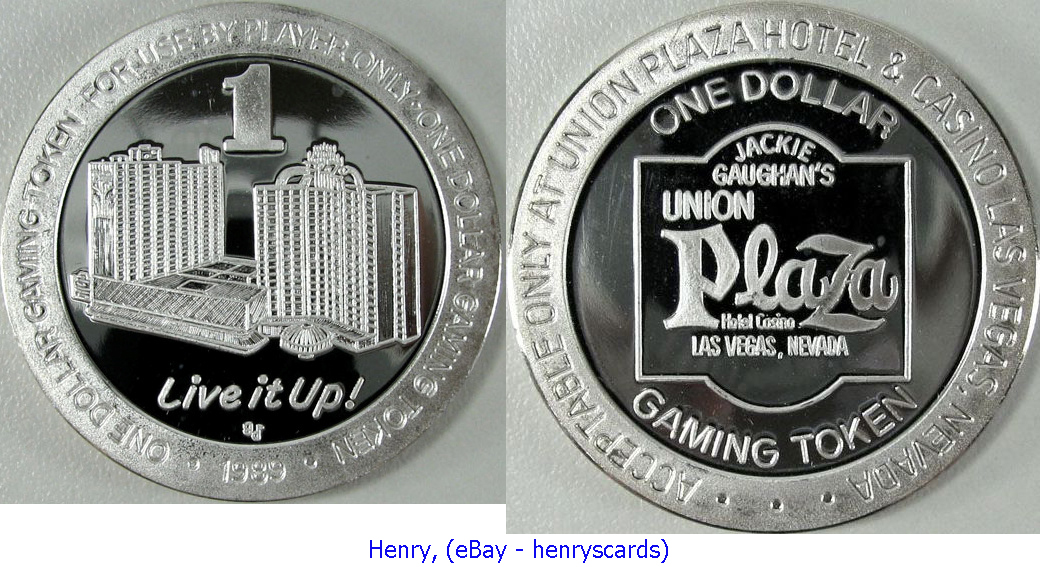 ONE DOLLAR GAMING TOKEN · FOR USE BY PLAYER ONLY · ONE DOLLAR GAMING TOKEN
1
Live it Up!
· 1989 ·
ACCEPTABLE ONLY AT UNION PLAZA HOTEL & CASINO LAS VEGAS, NEVADA
ONE DOLLAR
JACKIE
GAUGHAN'S
UNION
Plaza
Hotel Casino
LAS VEGAS, NEVADA
GAMING TOKEN
Henry, (eBay - henryscards)